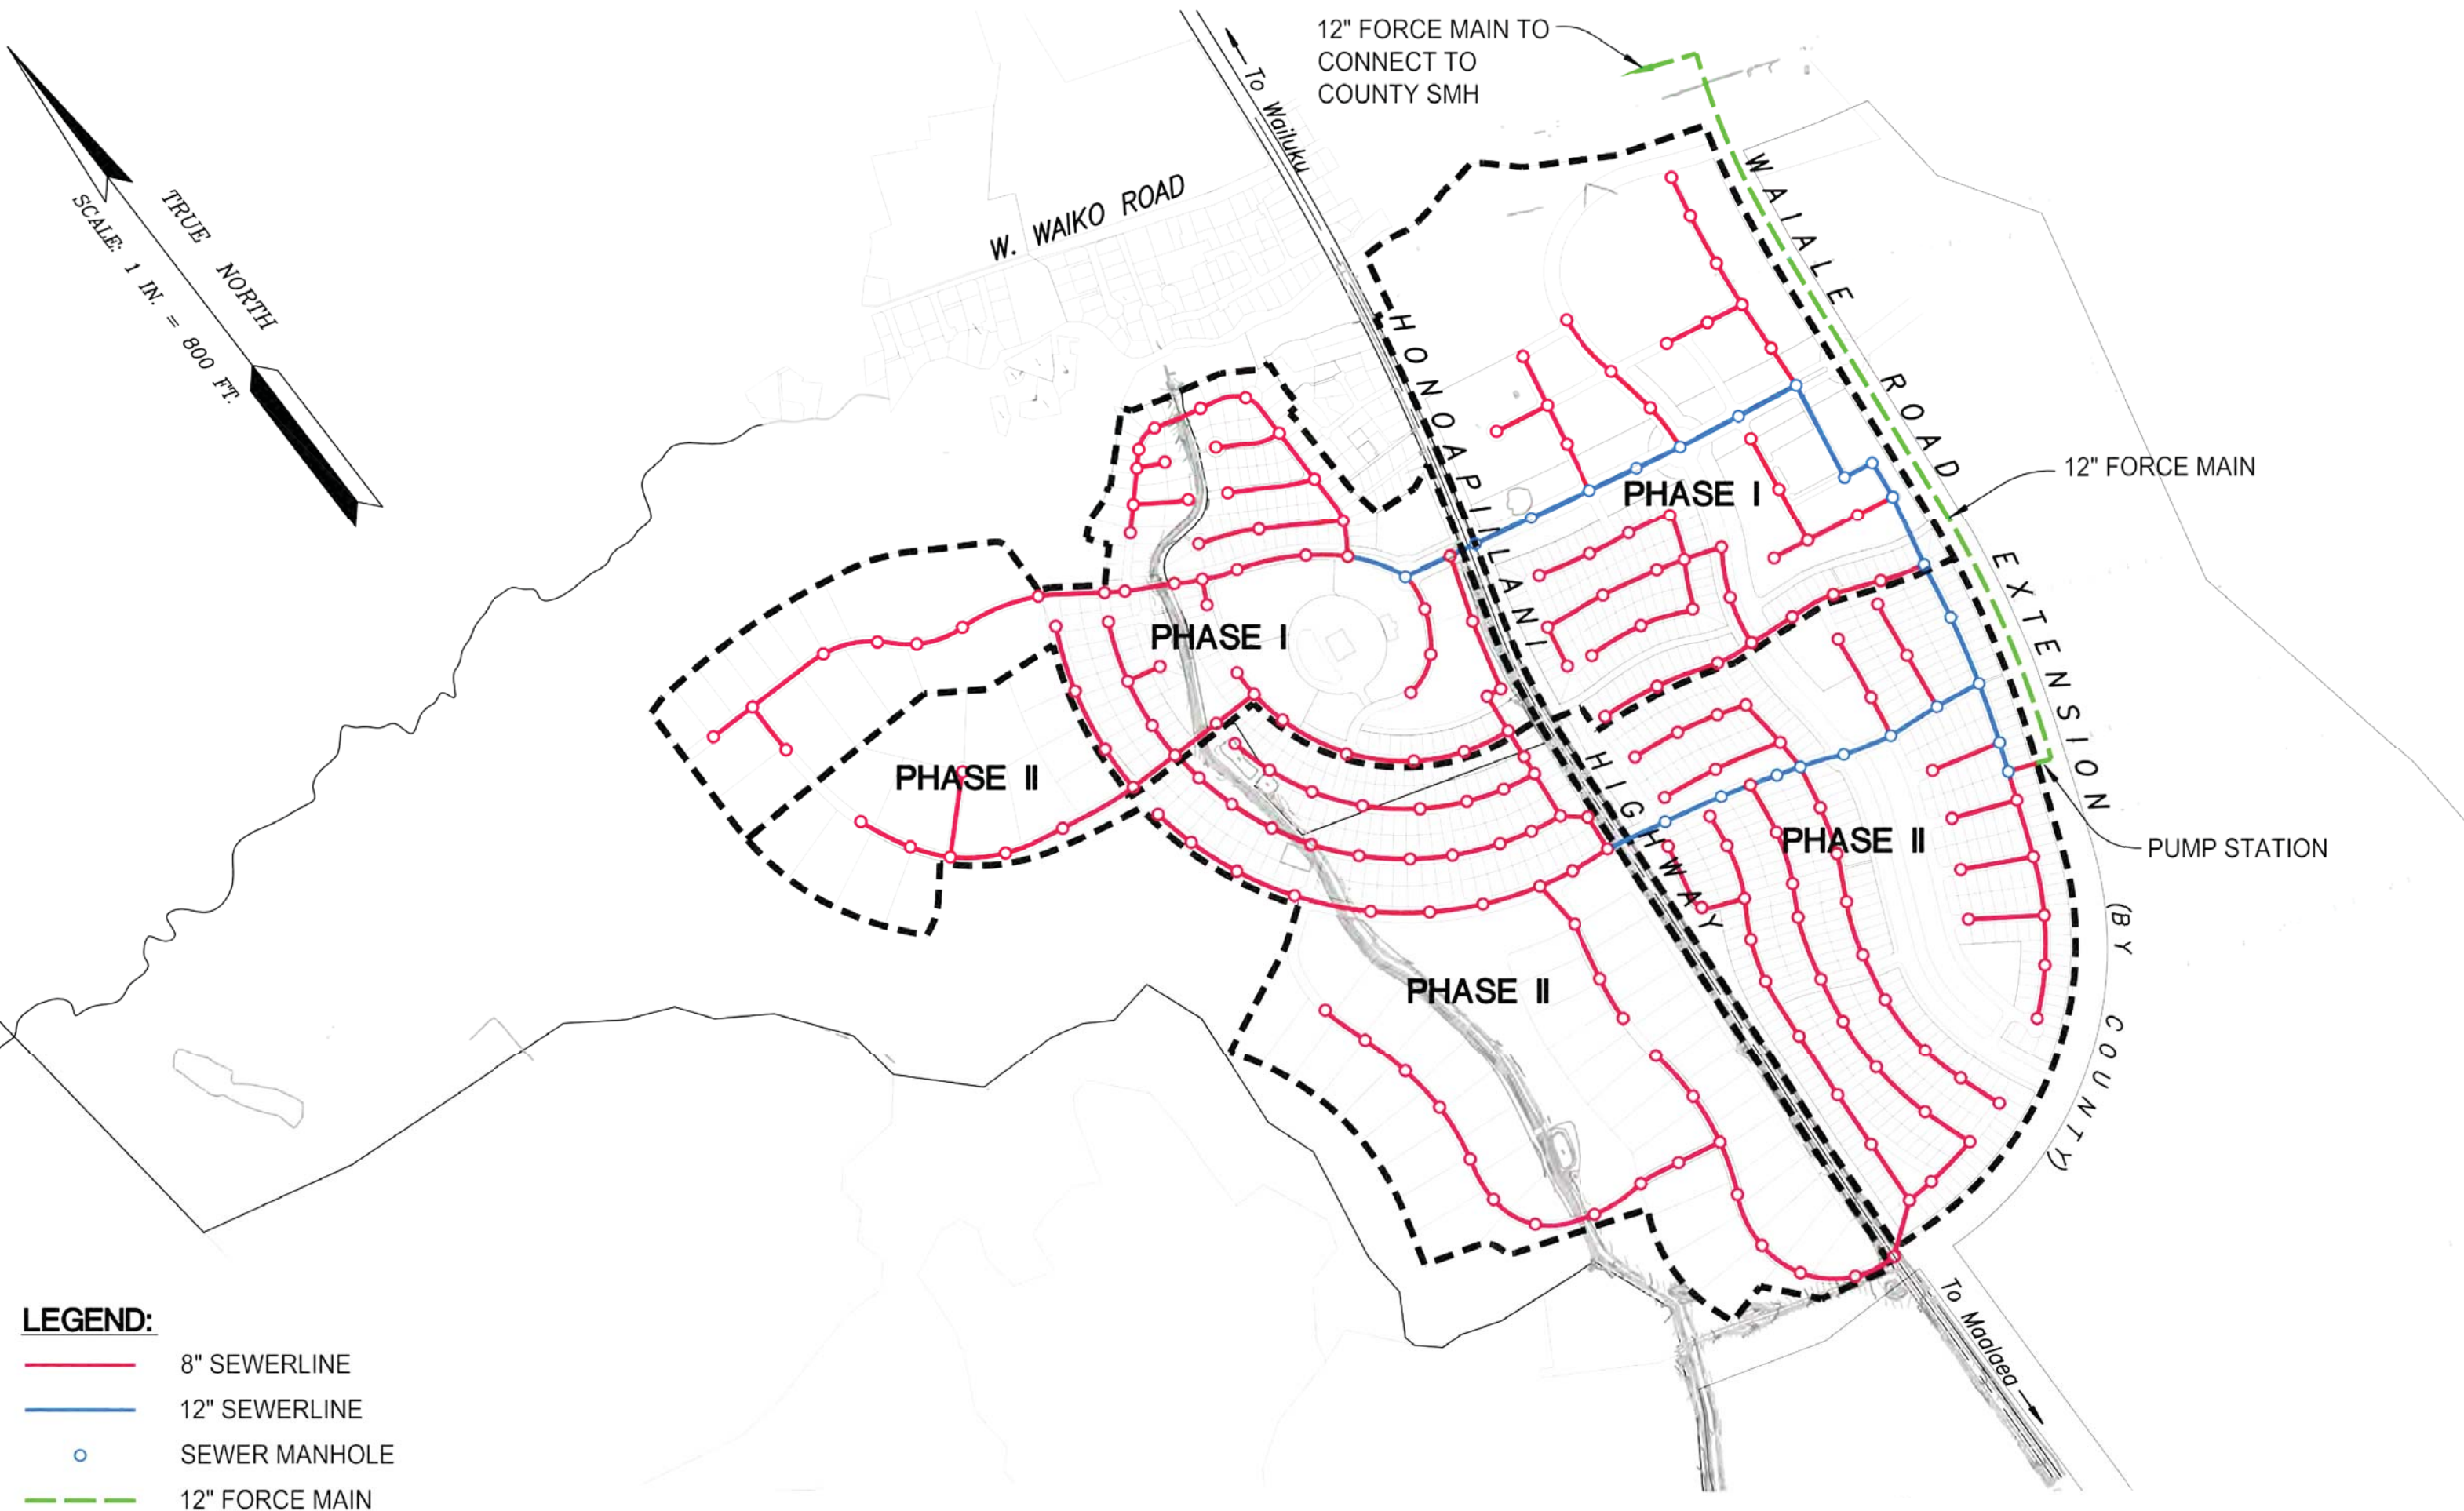 12" FORCE MAIN TO
CONNECT TO
COUNTY SMH
To Wailuku
TRUE NORTH
SCALE: 1 IN. = 800 FT.
W. WAIKO ROAD
WAIALE ROAD EXTENSION (BY COUNTY)
HONOAPIILANI HIGHWAY
12" FORCE MAIN
PHASE I
PHASE I
PHASE II
PHASE II
PUMP STATION
PHASE II
To Maalaea
LEGEND:
8" SEWERLINE
12" SEWERLINE
SEWER MANHOLE
12" FORCE MAIN